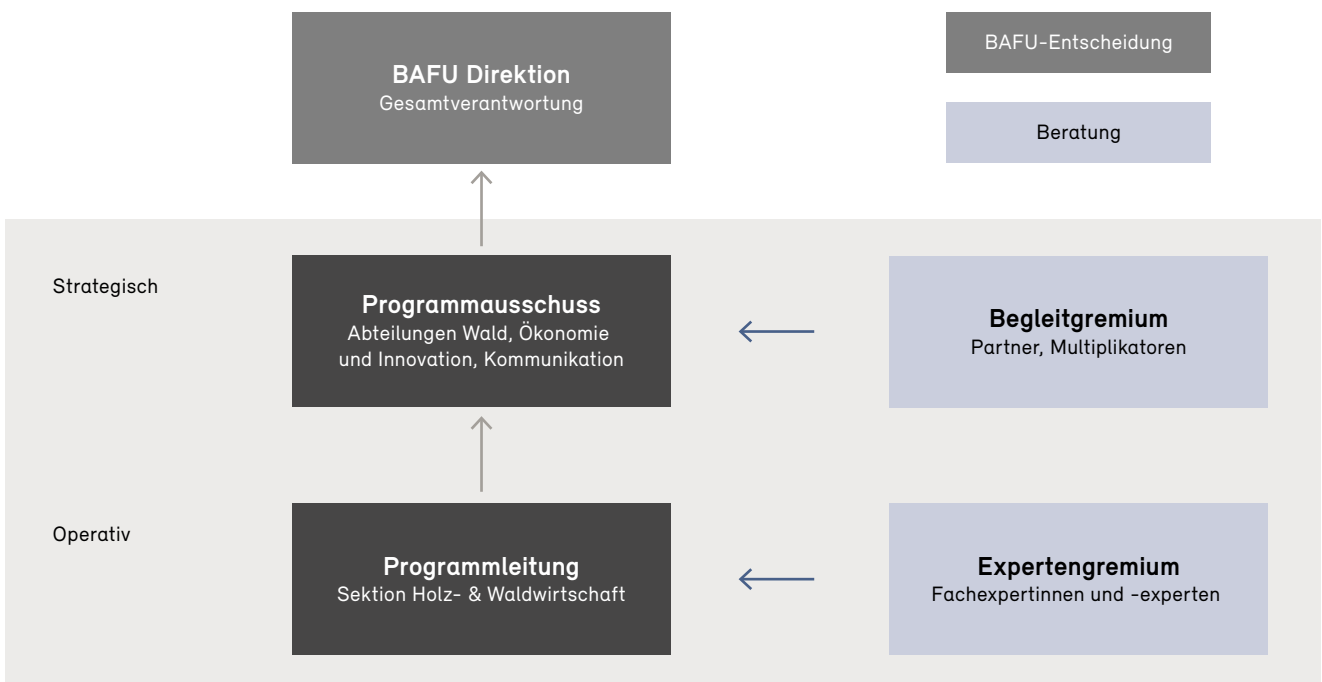 BAFU Direktion
Gesamtverantwortung
BAFU-Entscheidung
Beratung
Strategisch
Programmausschuss
Abteilungen Wald, Ökonomie
und Innovation, Kommunikation
Begleitgremium
Partner, Multiplikatoren
Operativ
Programmleitung
Sektion Holz- & Waldwirtschaft
Expertengremium
Fachexpertinnen und -experten